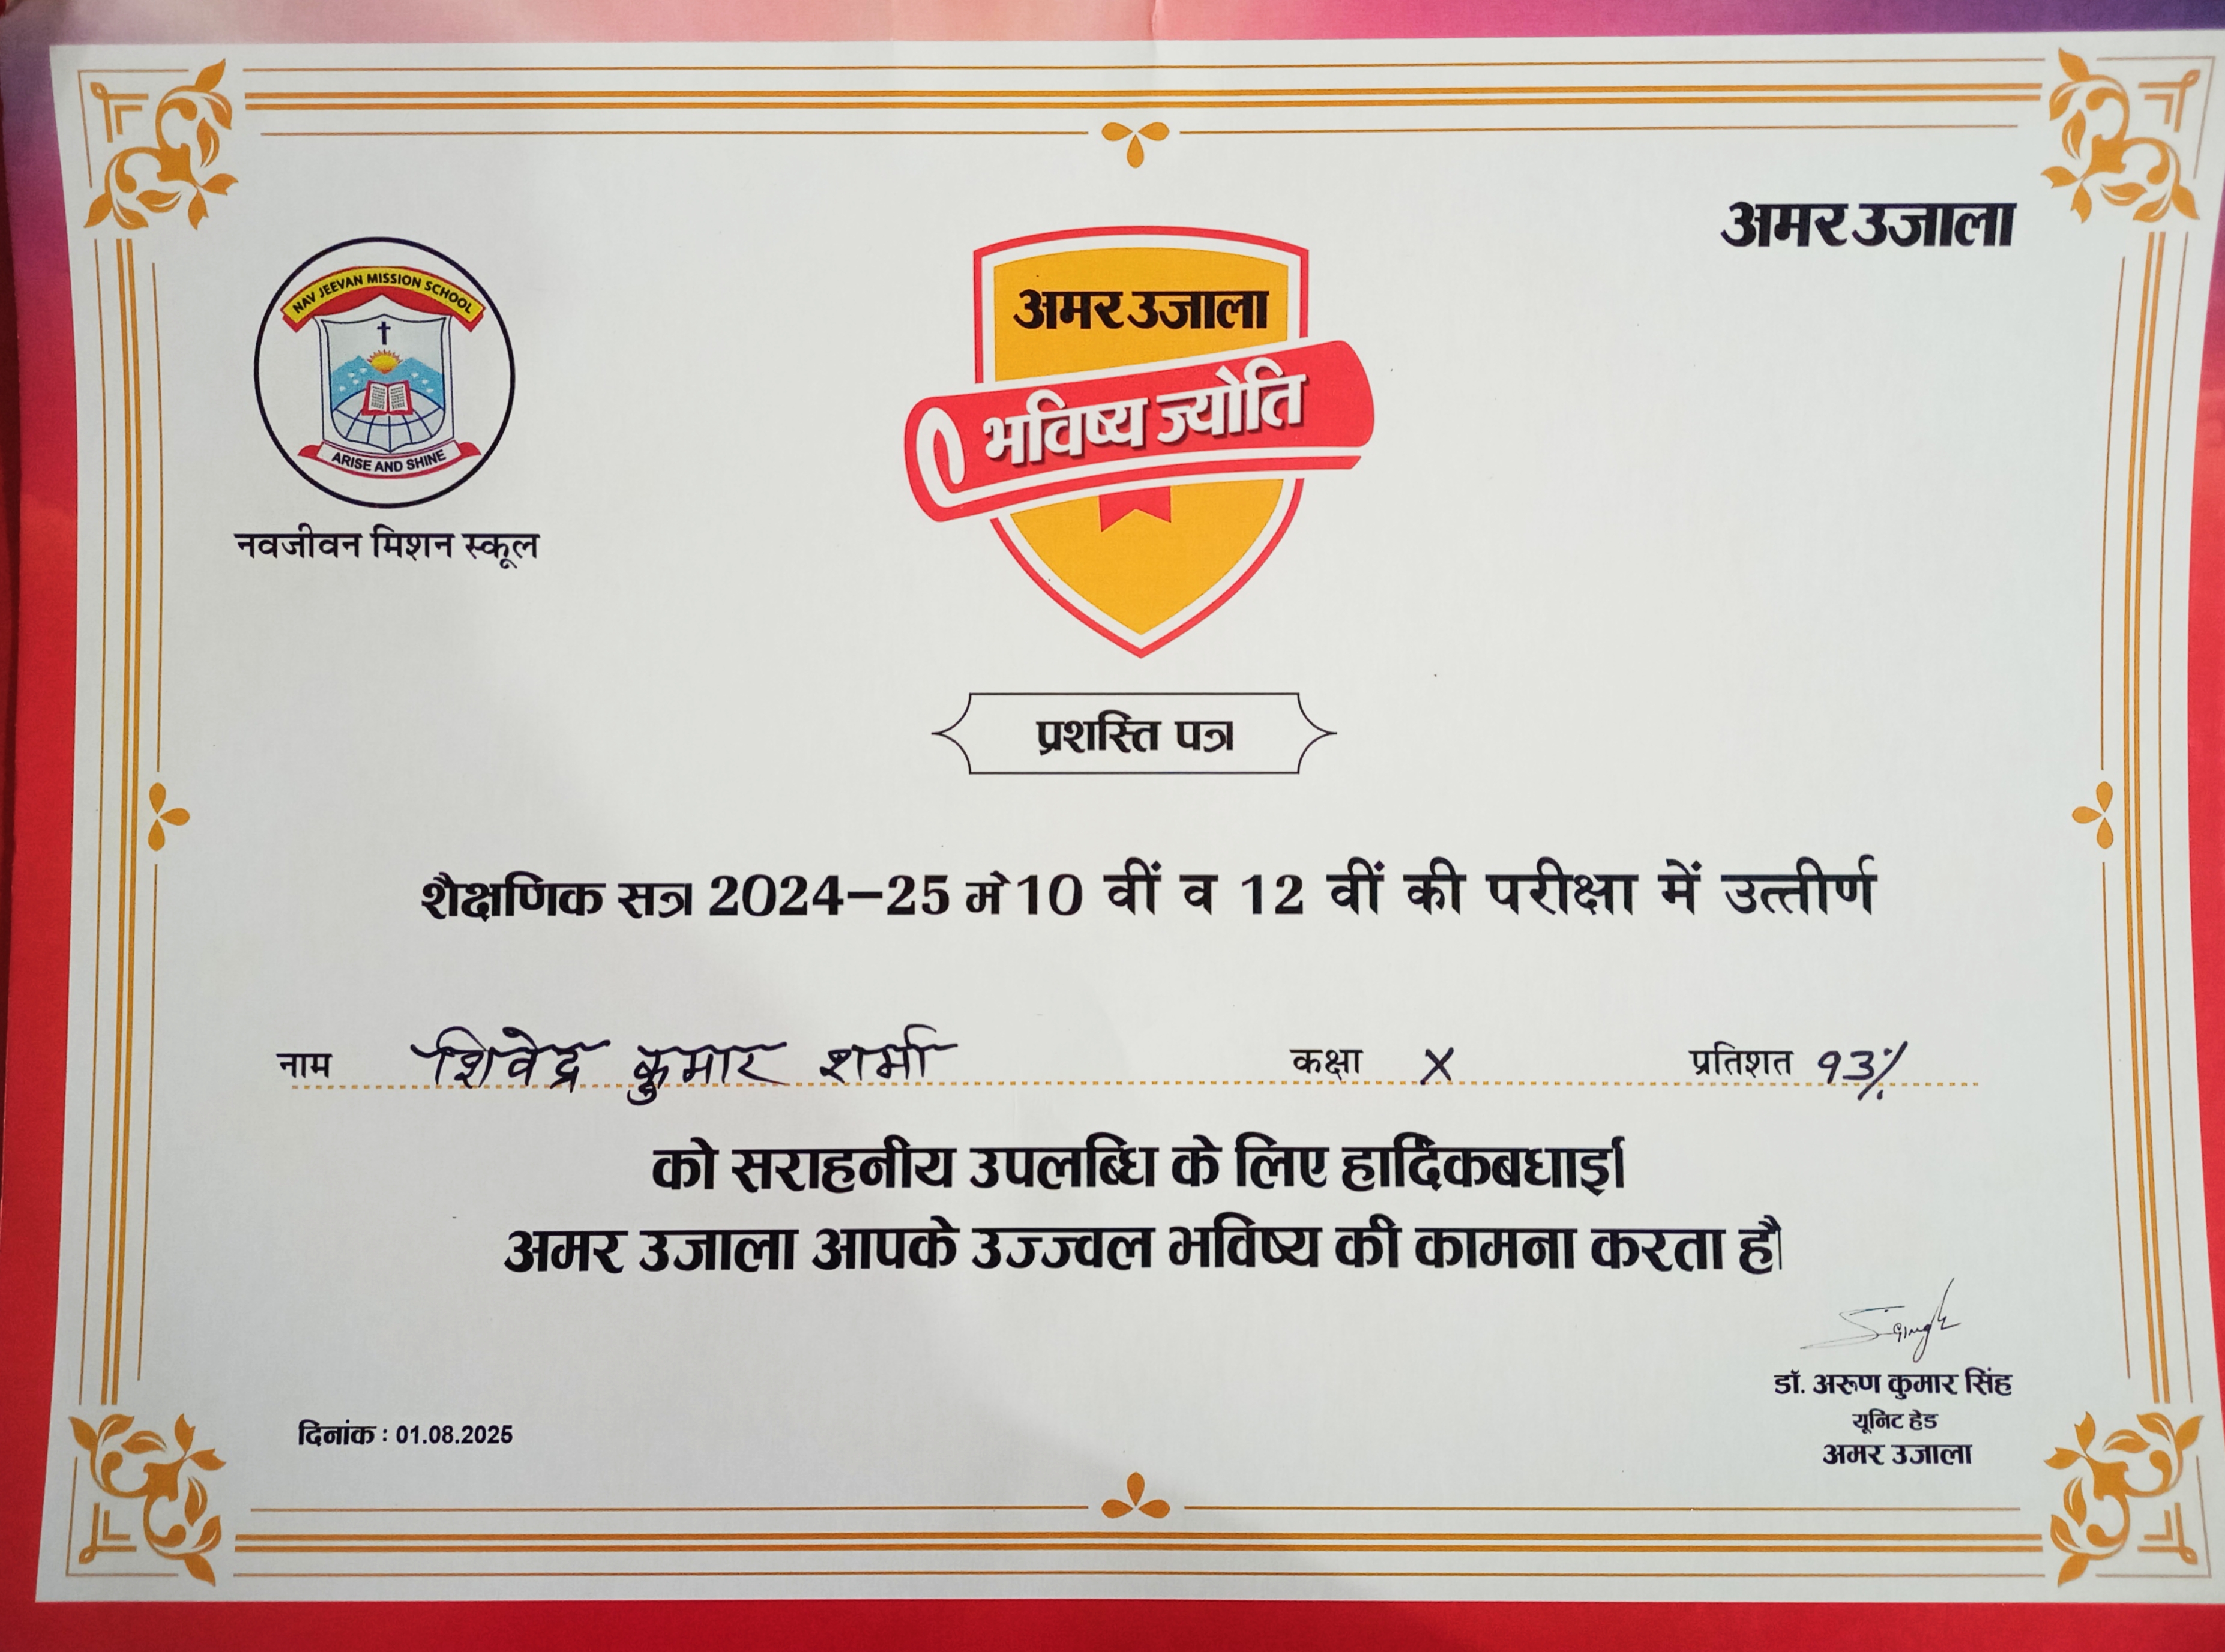 अमर उजाला
NAV JEEVAN MISSION SCHOOL
ARISE AND SHINE
नवजीवन मिशन स्कूल
अमर उजाला
भविष्य ज्योति
प्रशस्ति पत्र
शैक्षणिक सत्र 2024-25 मे 10 वीं व 12 वीं की परीक्षा में उत्तीर्ण
नाम शिवेद्र कुमार शर्मा कक्षा X प्रतिशत 93%
को सराहनीय उपलब्धि के लिए हार्दिकबधाई।
अमर उजाला आपके उज्ज्वल भविष्य की कामना करता है।
Singh
डॉ. अरूण कुमार सिंह
यूनिट हेड
अमर उजाला
दिनांक : 01.08.2025